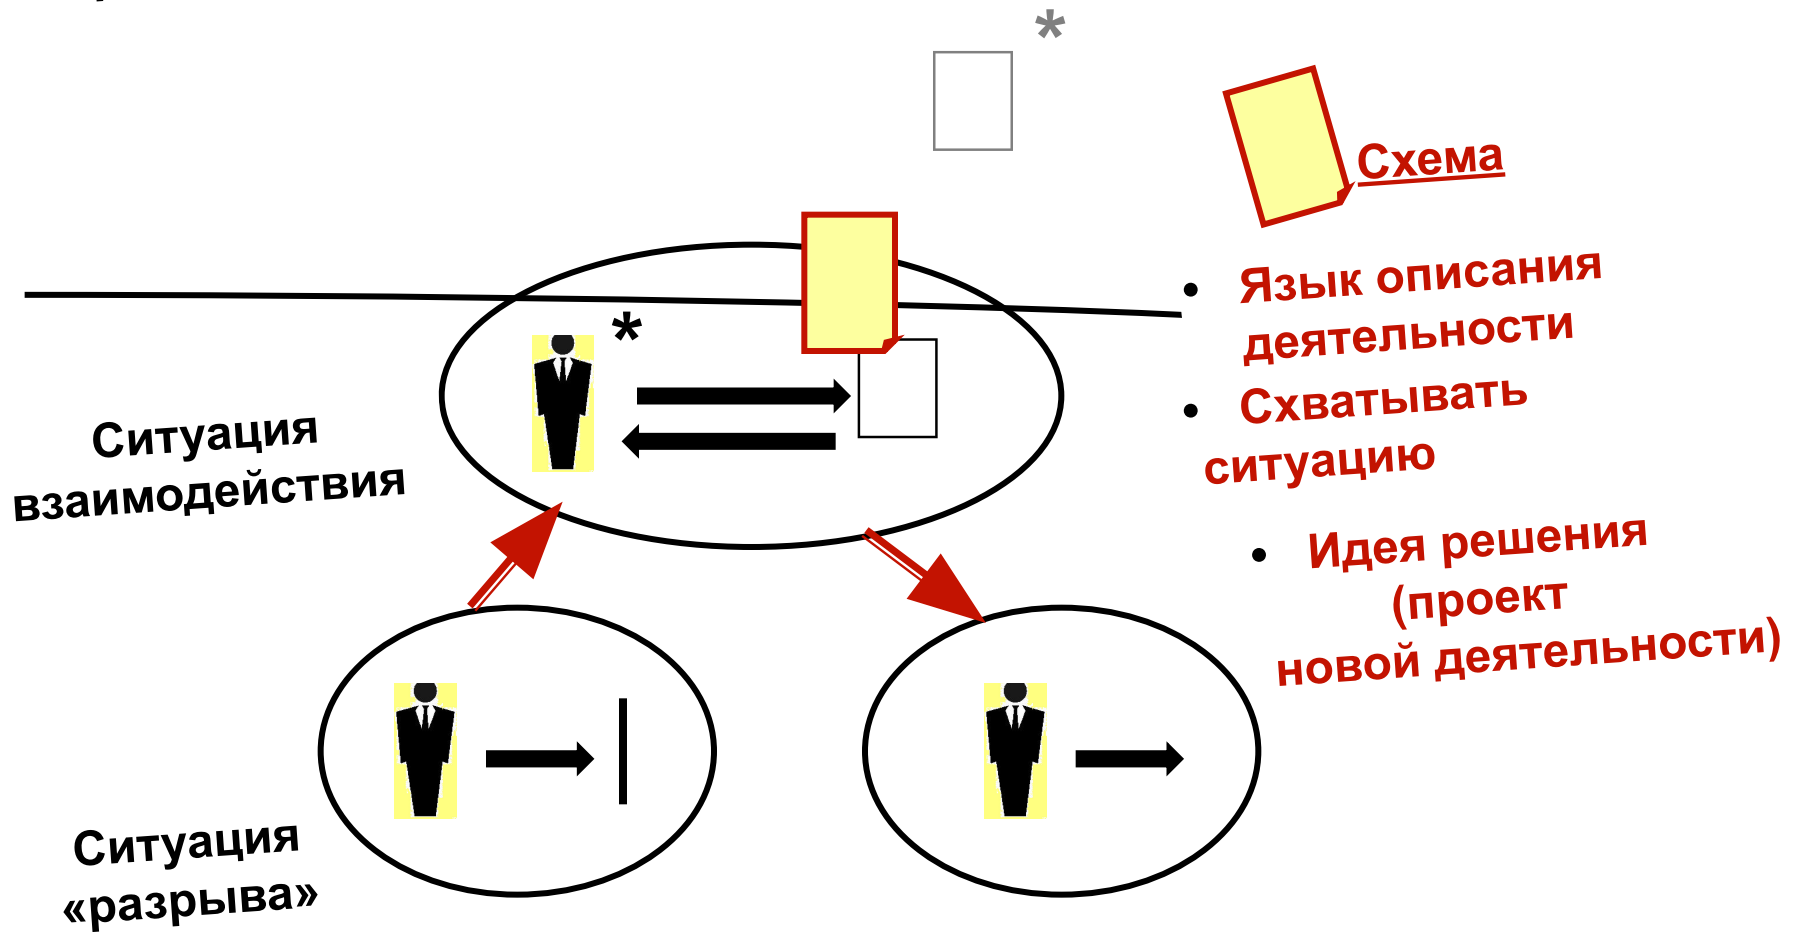 *
Схема
*
• Язык описания
деятельности
• Схватывать
ситуацию
Ситуация
взаимодействия
• Идея решения
(проект
новой деятельности)
Ситуация
«разрыва»